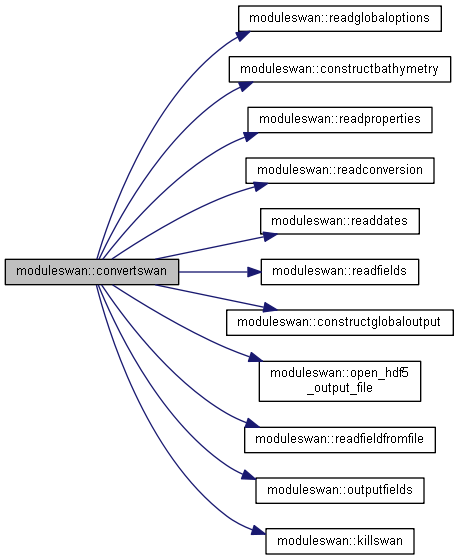 moduleswan::readglobaloptions
moduleswan::constructbathymetry
moduleswan::readproperties
moduleswan::readconversion
moduleswan::readdates
moduleswan::convertswan
moduleswan::readfields
moduleswan::constructglobaloutput
moduleswan::open_hdf5
_output_file
moduleswan::readfieldfromfile
moduleswan::outputfields
moduleswan::killswan